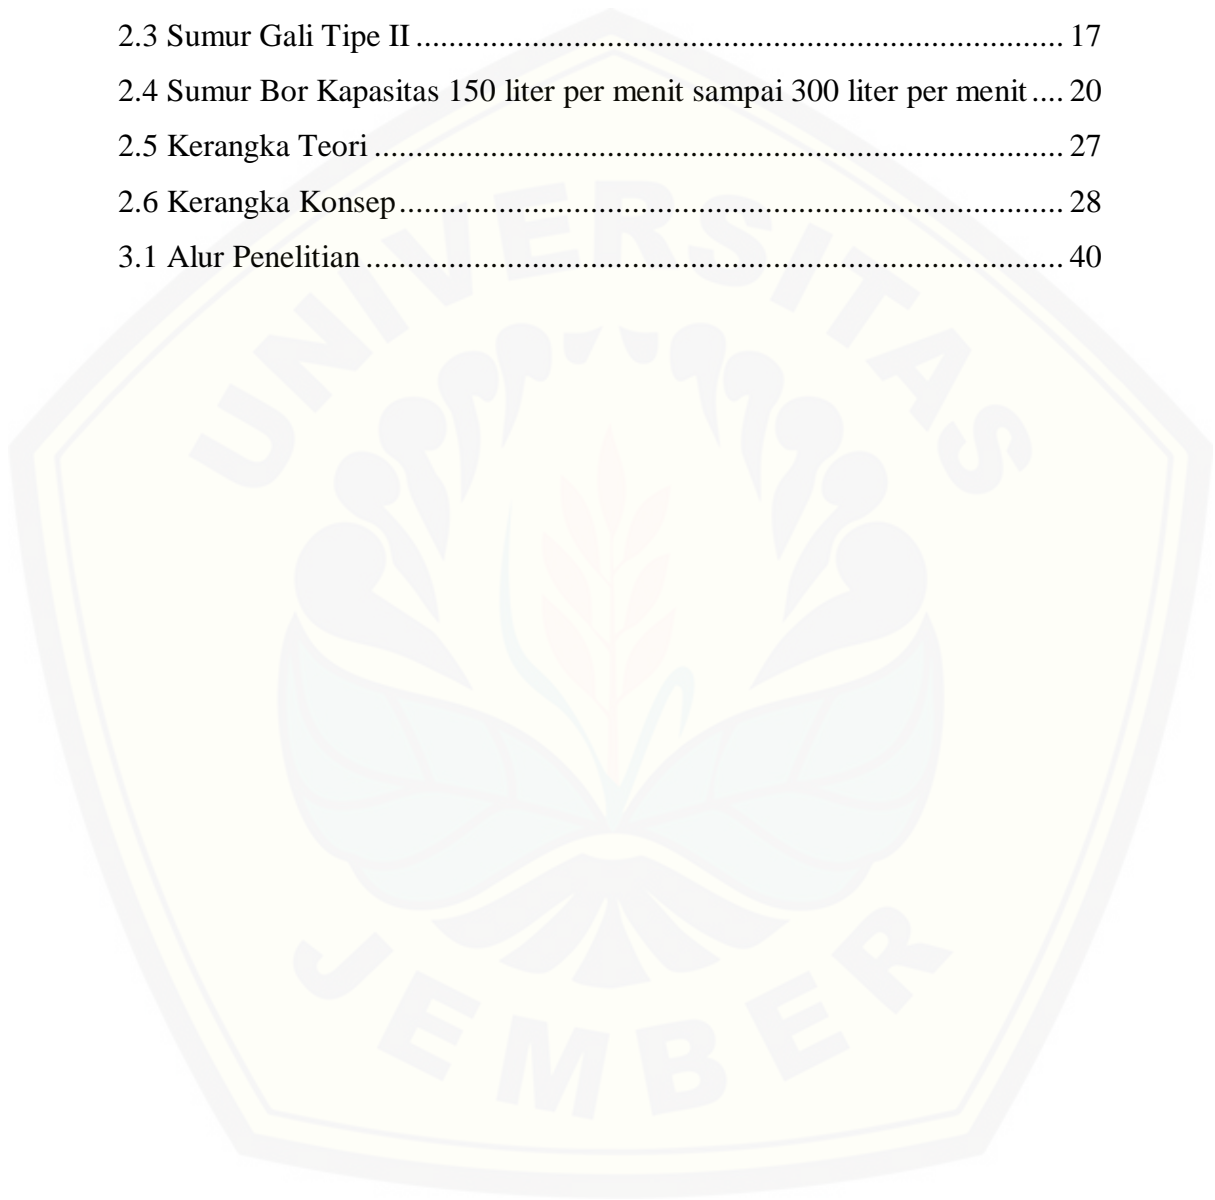 2.3 Sumur Gali Tipe II ................................................................................ 17
2.4 Sumur Bor Kapasitas 150 liter per menit sampai 300 liter per menit .... 20
2.5 Kerangka Teori ..................................................................................... 27
2.6 Kerangka Konsep .................................................................................. 28
3.1 Alur Penelitian ...................................................................................... 40
UNIVERSITAS
JEMBER